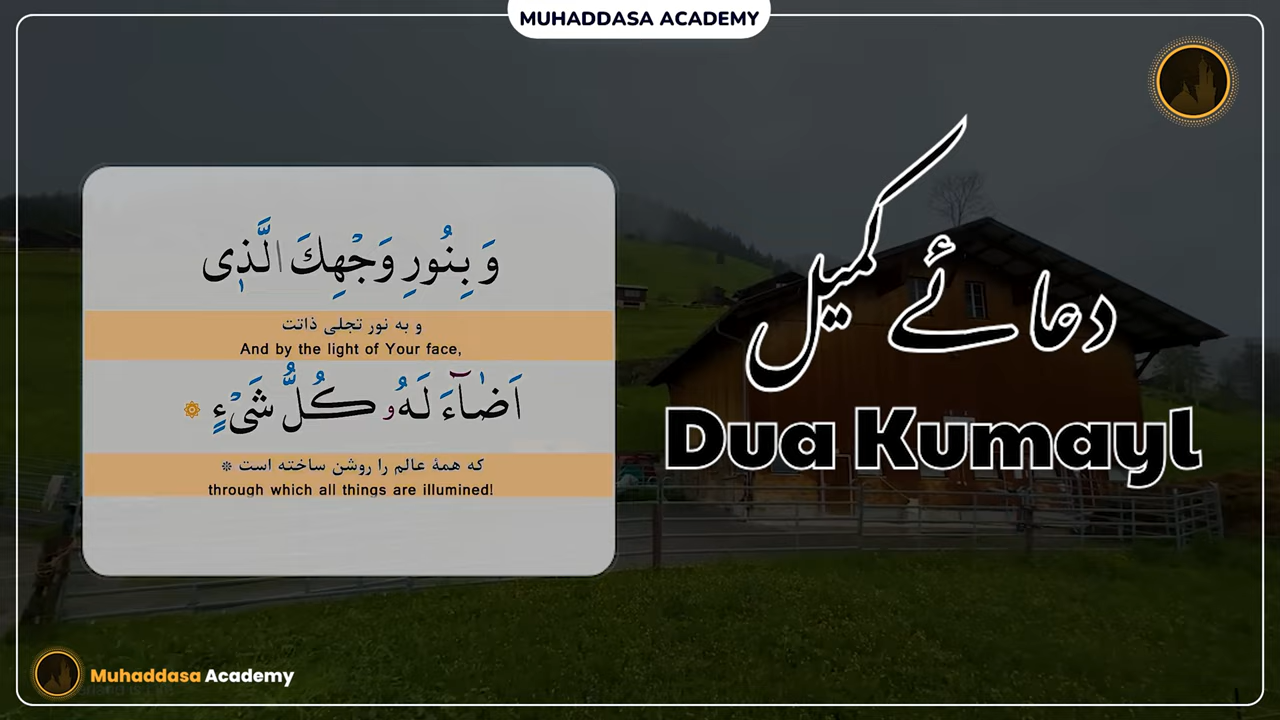 MUHADDASA ACADEMY
وَ بِنُورِ وَجْهِكَ الَّذٖى
و به نور تجلی ذاتت
And by the light of Your face,
اَضَٓاءَ لَهُ و كُلُّ شَىْءٍ ۞
که همهٔ عالم را روشن ساخته است *
through which all things are illumined!
دعائے کمیل
Dua Kumayl
Muhaddasa Academy